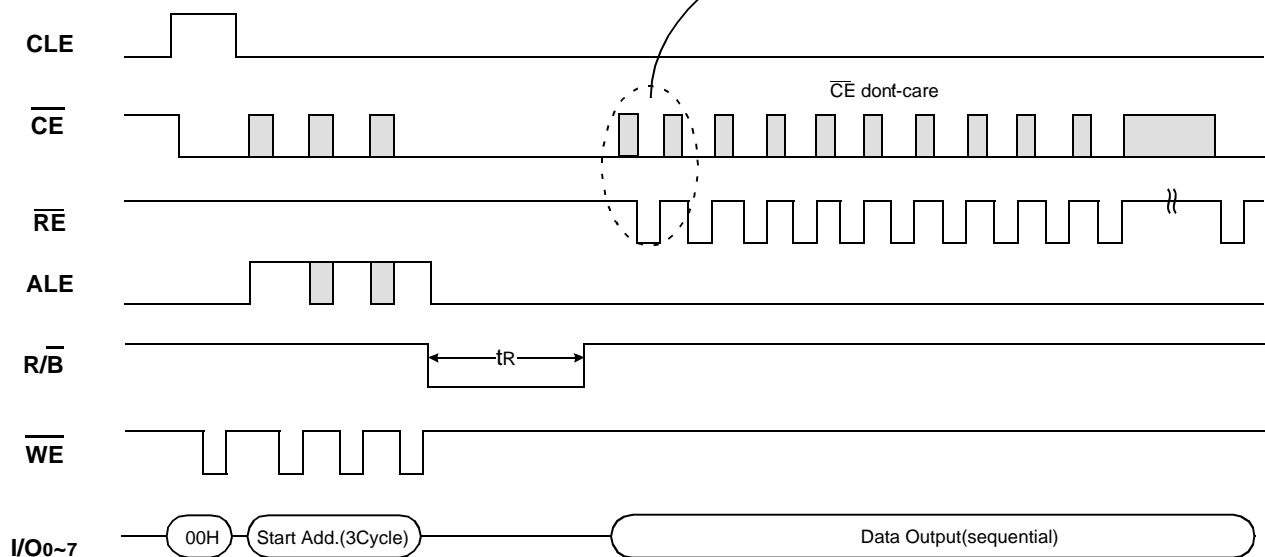 CLE
CE
CE dont-care
RE
ALE
R/B
tR
WE
I/O0~7
00H
Start Add.(3Cycle)
Data Output(sequential)